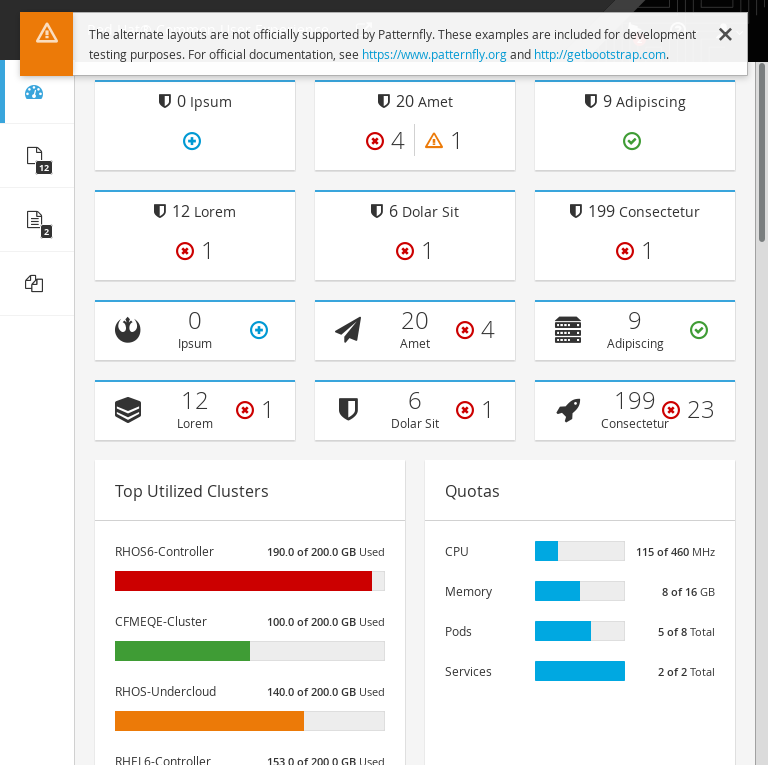 The alternate layouts are not officially supported by Patternfly. These examples are included for development
testing purposes. For official documentation, see https://www.patternfly.org and http://getbootstrap.com.
0 Ipsum
20 Amet
9 Adipiscing
4
1
12
12 Lorem
6 Dolar Sit
199 Consectetur
2
1
1
1
0
Ipsum
20
Amet
4
9
Adipiscing
12
Lorem
1
6
Dolar Sit
1
199
Consectetur
23
Top Utilized Clusters
Quotas
RHOS6-Controller
190.0 of 200.0 GB Used
CPU
115 of 460 MHz
Memory
8 of 16 GB
CFMEQE-Cluster
100.0 of 200.0 GB Used
Pods
5 of 8 Total
Services
2 of 2 Total
RHOS-Undercloud
140.0 of 200.0 GB Used
RHEL6-Controller
153.0 of 200.0 GB Used